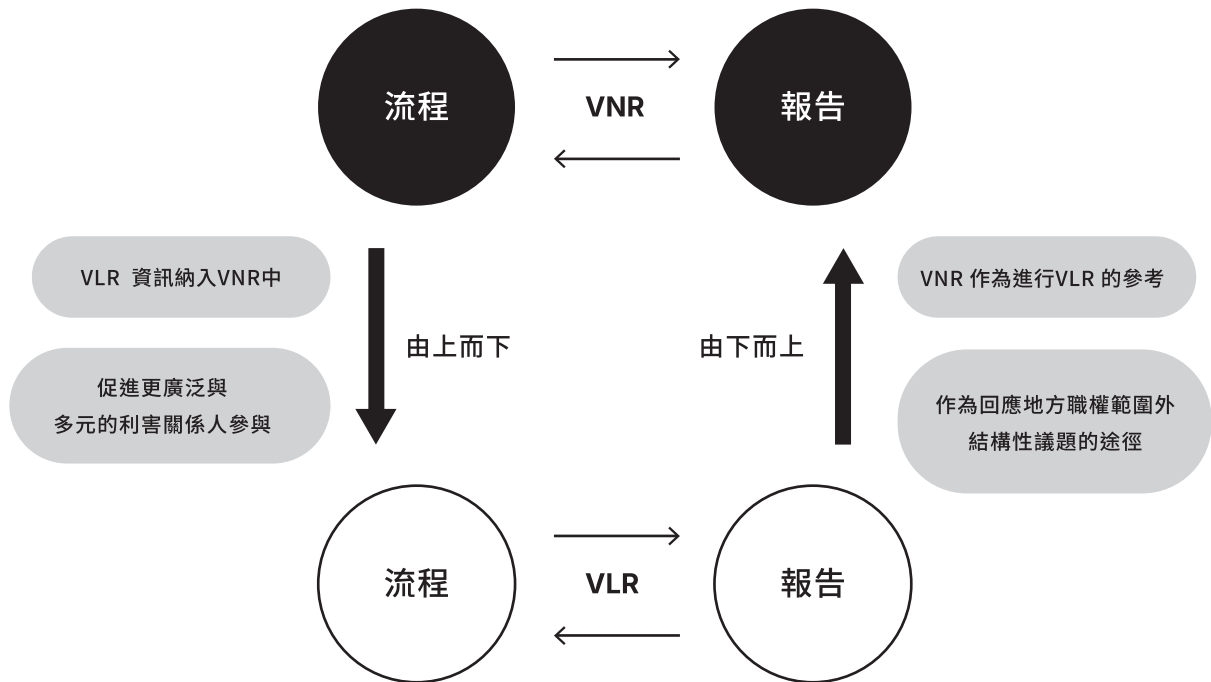 流程
VNR
報告
VLR 資訊納入VNR中
促進更廣泛與
多元的利害關係人參與
由上而下
由下而上
VNR 作為進行VLR 的參考
作為回應地方職權範圍外
結構性議題的途徑
流程
VLR
報告